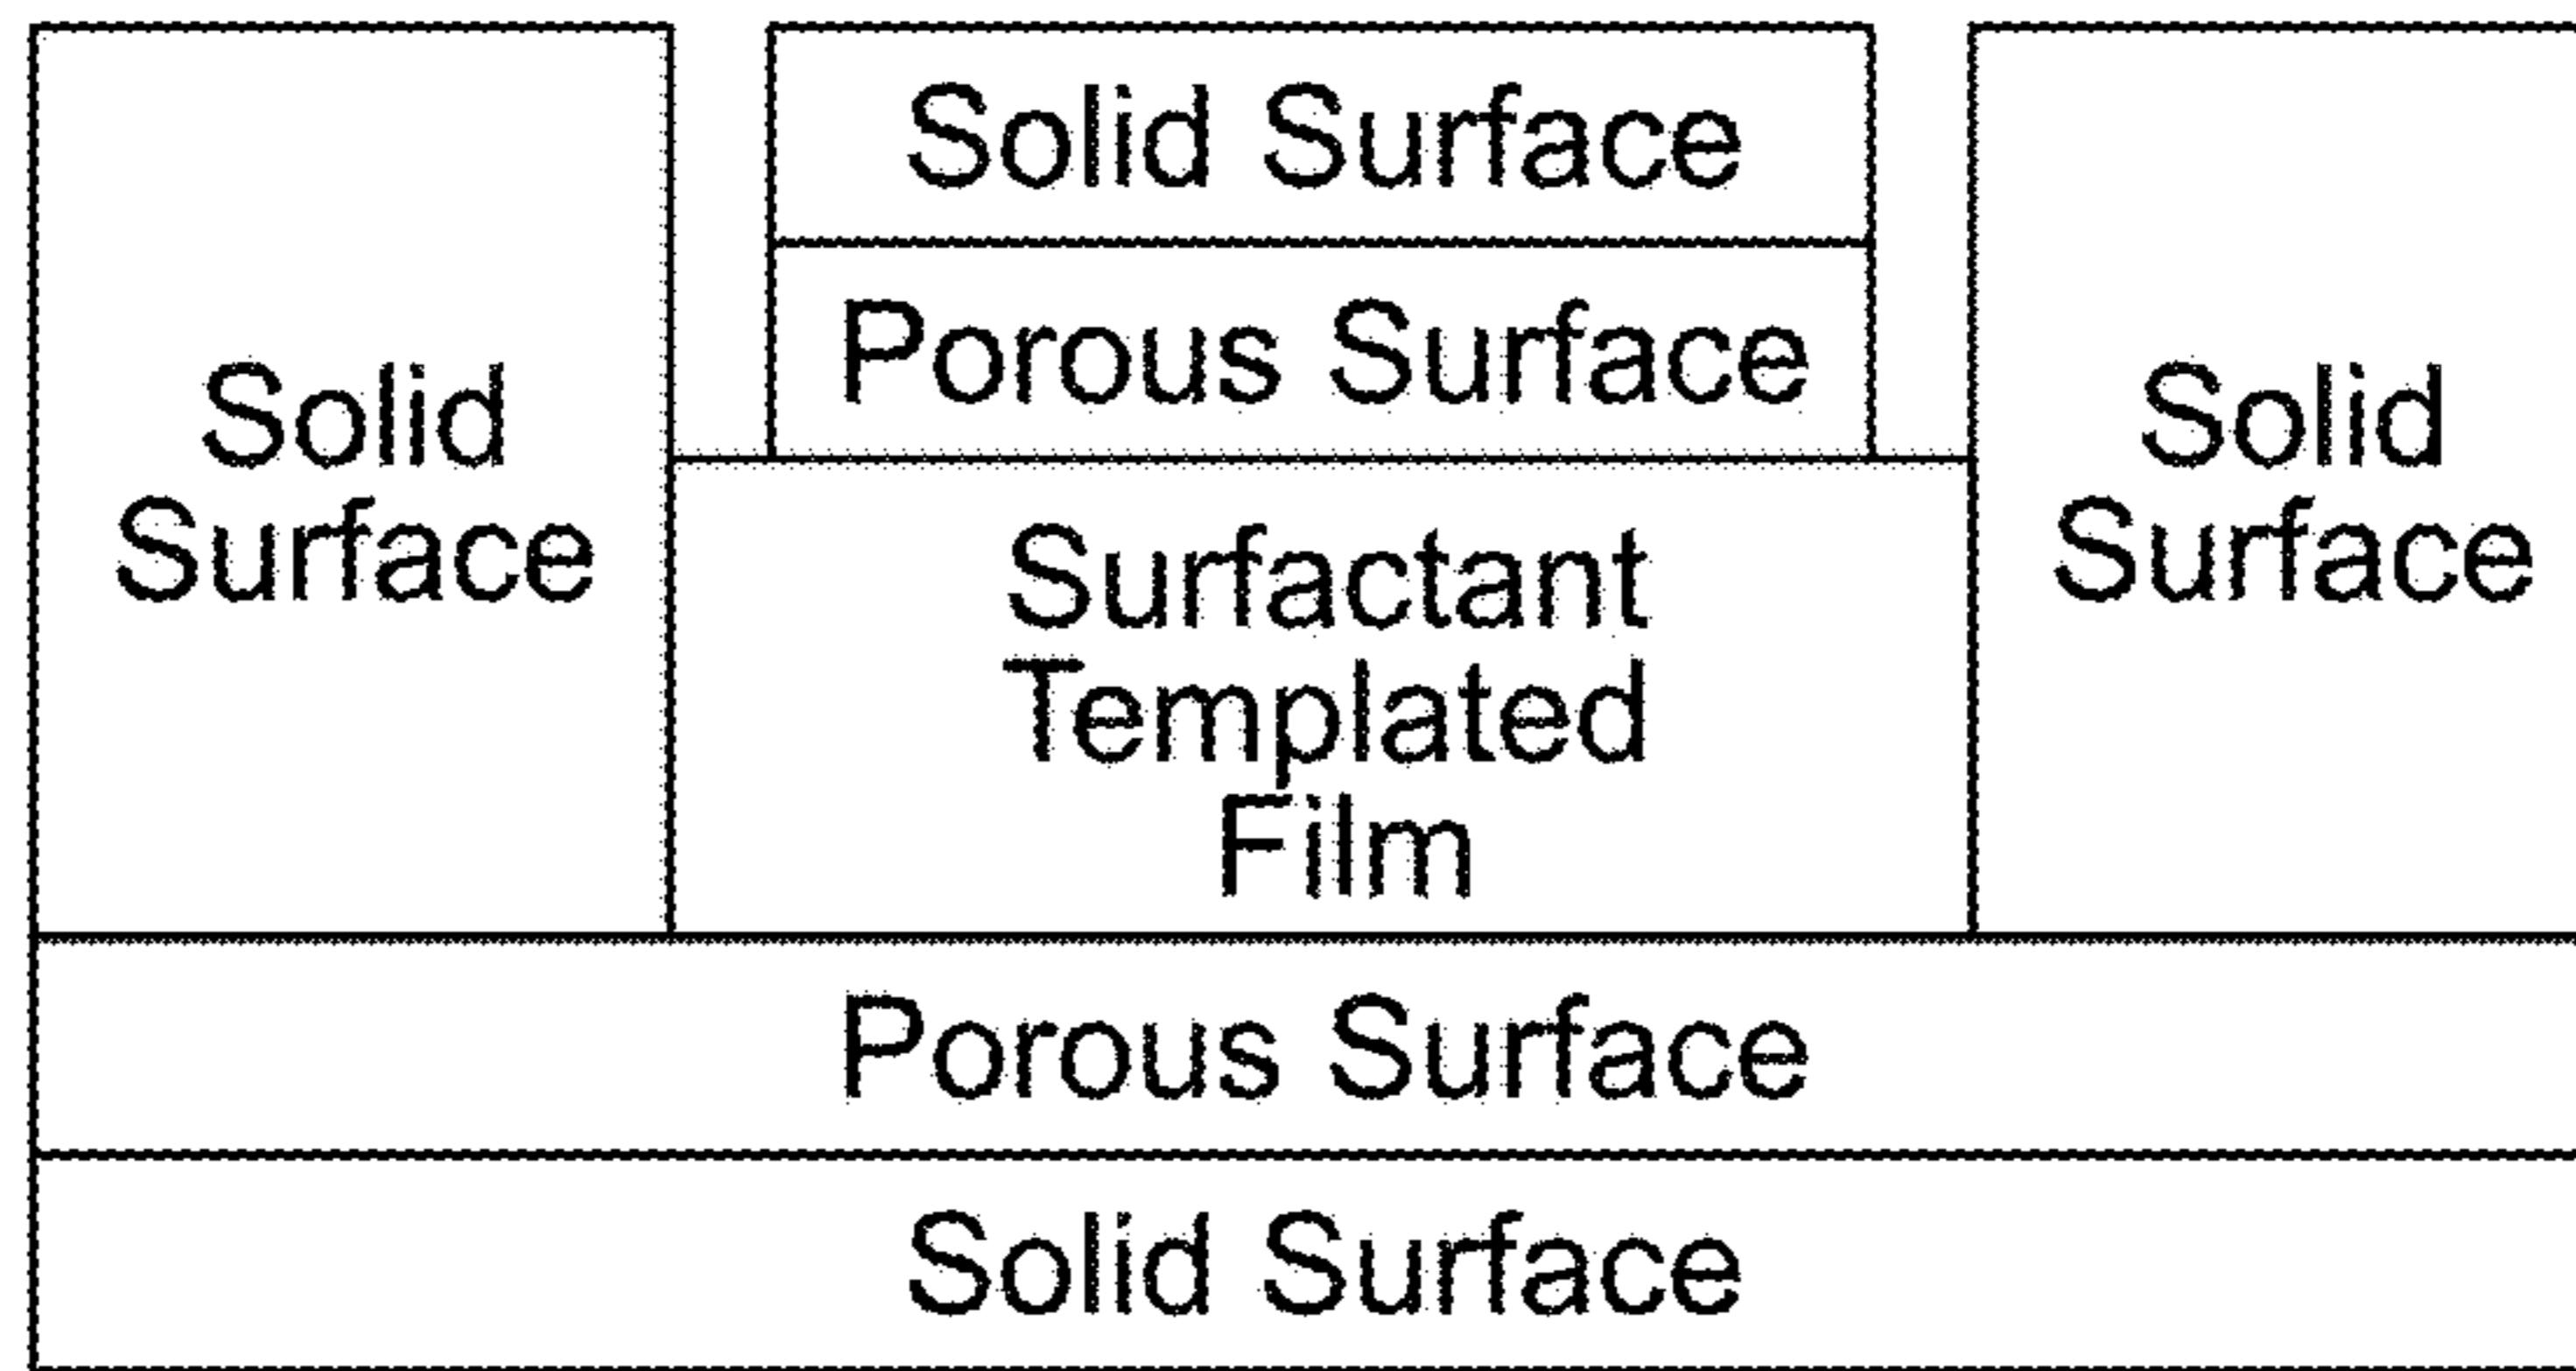 Solid Surface
Porous Surface
Solid
Surface
Solid
Surface
Surfactant
Templated
Film
Porous Surface
Solid Surface